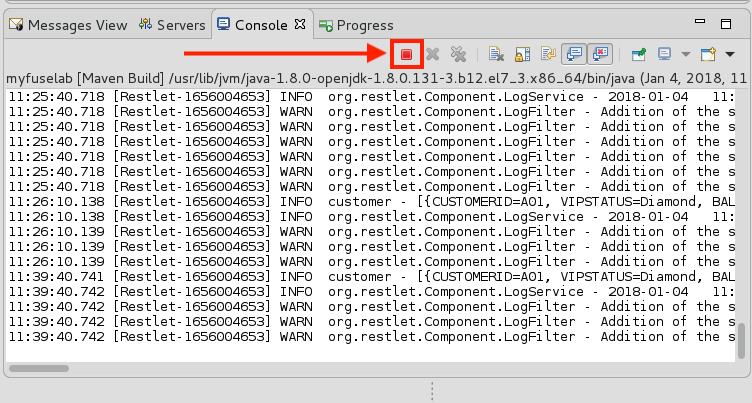 Messages View Servers Console Progress
myfuselab [Maven Build] /usr/lib/jvm/java-1.8.0-openjdk-1.8.0.131-3.b12.el7_3.x86_64/bin/java (Jan 4, 2018, 11
11:25:40.718 [Restlet-1656004653] INFO org.restlet.Component.LogService - 2018-01-04 11:
11:25:40.718 [Restlet-1656004653] WARN org.restlet.Component.LogFilter - Addition of the s
11:25:40.718 [Restlet-1656004653] WARN org.restlet.Component.LogFilter - Addition of the s
11:25:40.718 [Restlet-1656004653] WARN org.restlet.Component.LogFilter - Addition of the s
11:25:40.718 [Restlet-1656004653] WARN org.restlet.Component.LogFilter - Addition of the s
11:25:40.718 [Restlet-1656004653] WARN org.restlet.Component.LogFilter - Addition of the s
11:25:40.718 [Restlet-1656004653] WARN org.restlet.Component.LogFilter - Addition of the s
11:26:10.138 [Restlet-1656004653] INFO customer - [{CUSTOMERID=A01, VIPSTATUS=Diamond, BAL
11:26:10.138 [Restlet-1656004653] INFO org.restlet.Component.LogService - 2018-01-04 11:
11:26:10.139 [Restlet-1656004653] WARN org.restlet.Component.LogFilter - Addition of the s
11:26:10.139 [Restlet-1656004653] WARN org.restlet.Component.LogFilter - Addition of the s
11:26:10.139 [Restlet-1656004653] WARN org.restlet.Component.LogFilter - Addition of the s
11:39:40.741 [Restlet-1656004653] INFO customer - [{CUSTOMERID=A01, VIPSTATUS=Diamond, BAL
11:39:40.742 [Restlet-1656004653] INFO org.restlet.Component.LogService - 2018-01-04 11:
11:39:40.742 [Restlet-1656004653] WARN org.restlet.Component.LogFilter - Addition of the s
11:39:40.742 [Restlet-1656004653] WARN org.restlet.Component.LogFilter - Addition of the s
11:39:40.742 [Restlet-1656004653] WARN org.restlet.Component.LogFilter - Addition of the s